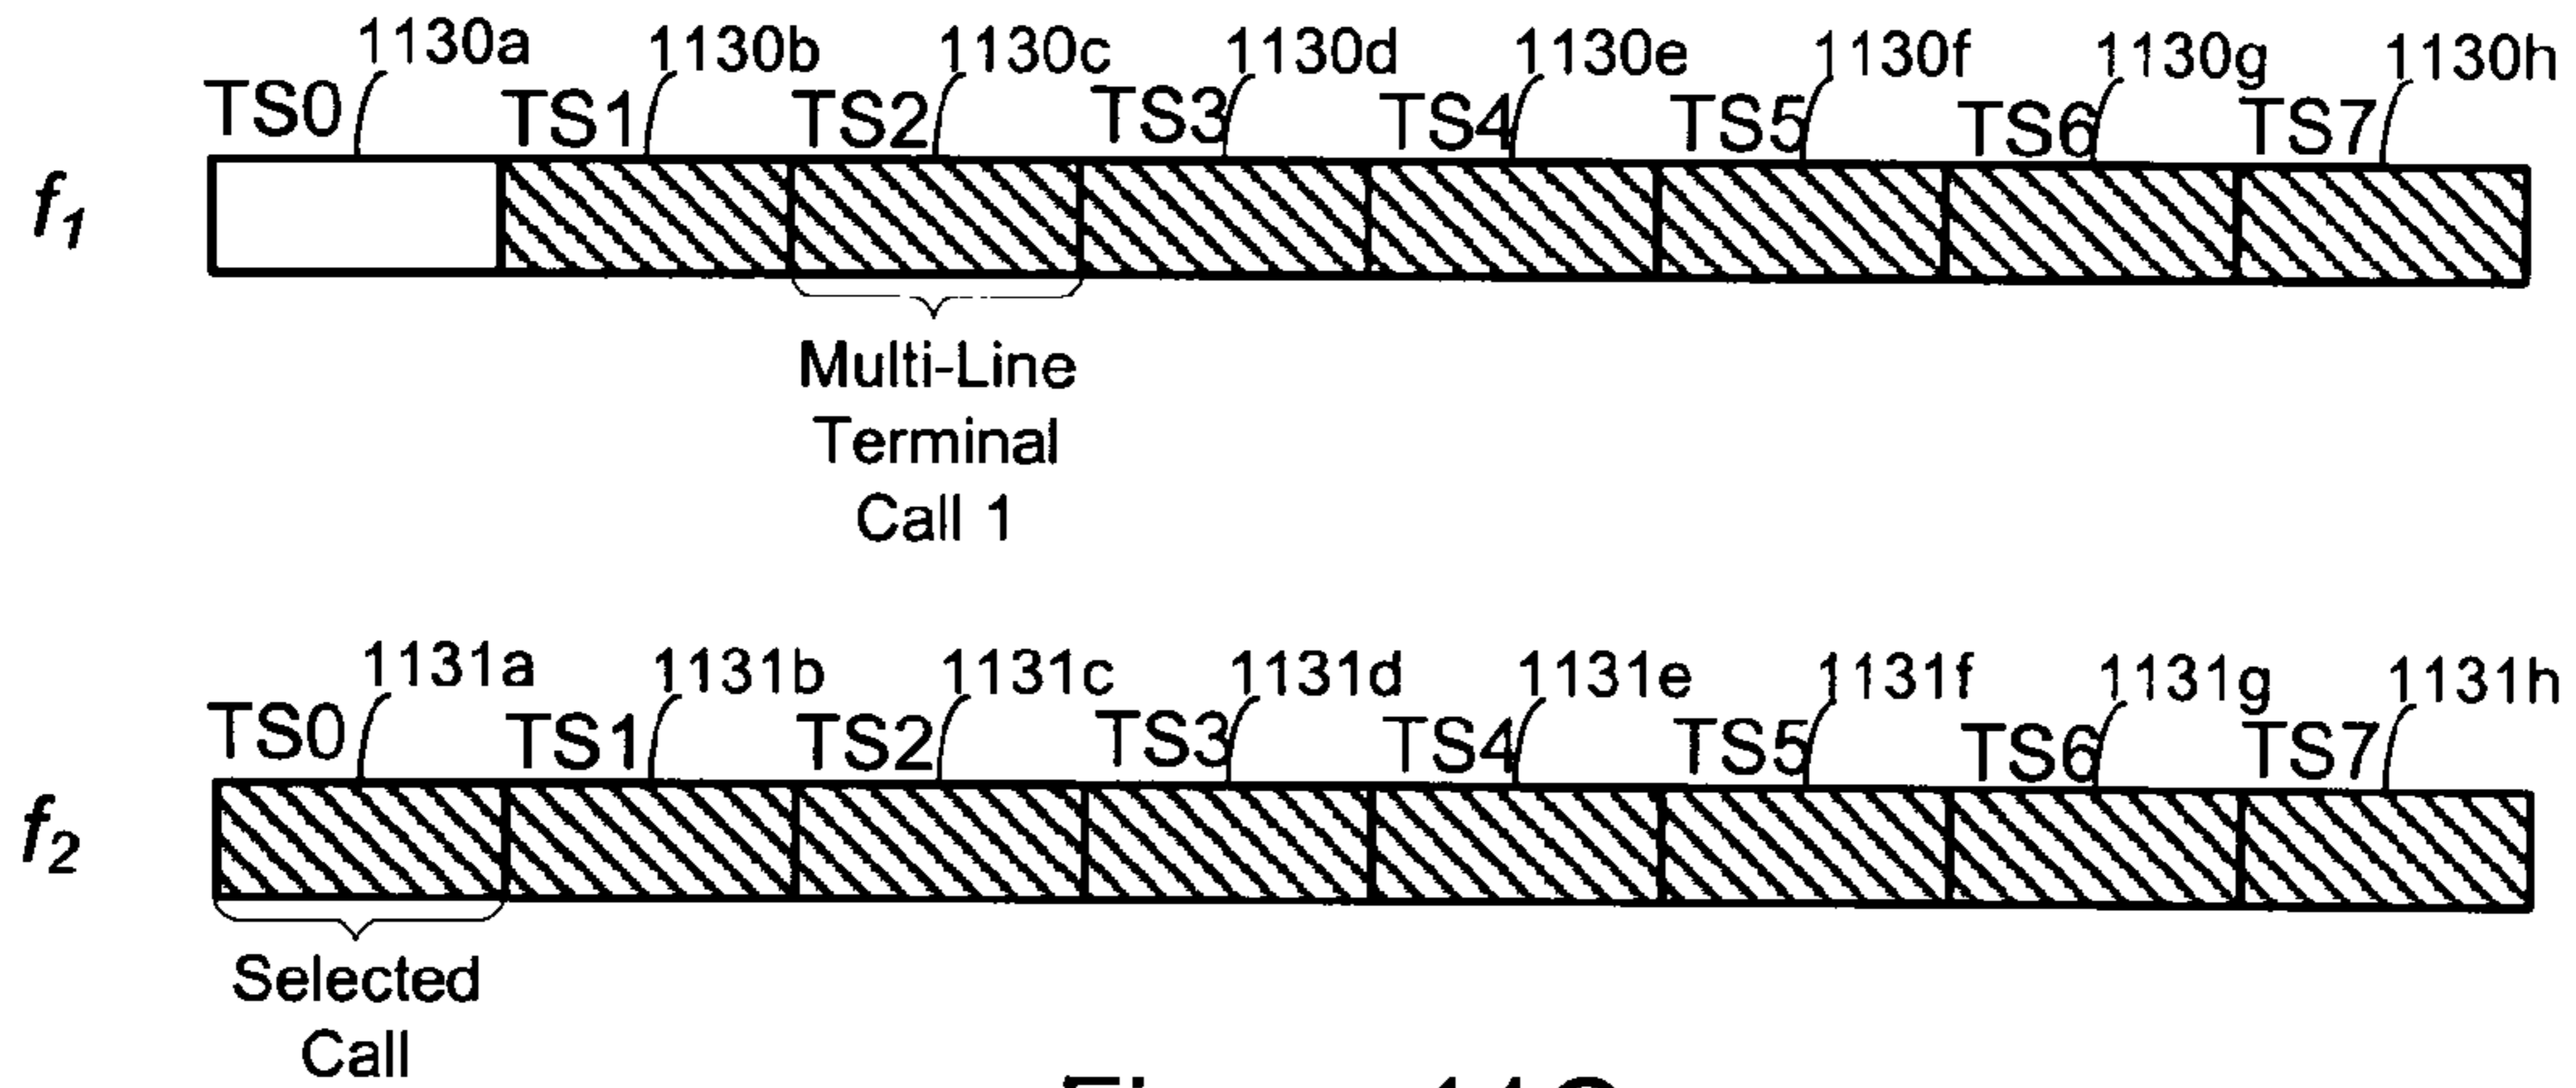 1130a 1130b 1130c 1130d 1130e 1130f 1130g 1130h
TS0 TS1 TS2 TS3 TS4 TS5 TS6 TS7
f1
Multi-Line
Terminal
Call 1
1131a 1131b 1131c 1131d 1131e 1131f 1131g 1131h
TS0 TS1 TS2 TS3 TS4 TS5 TS6 TS7
f2
Selected
Call